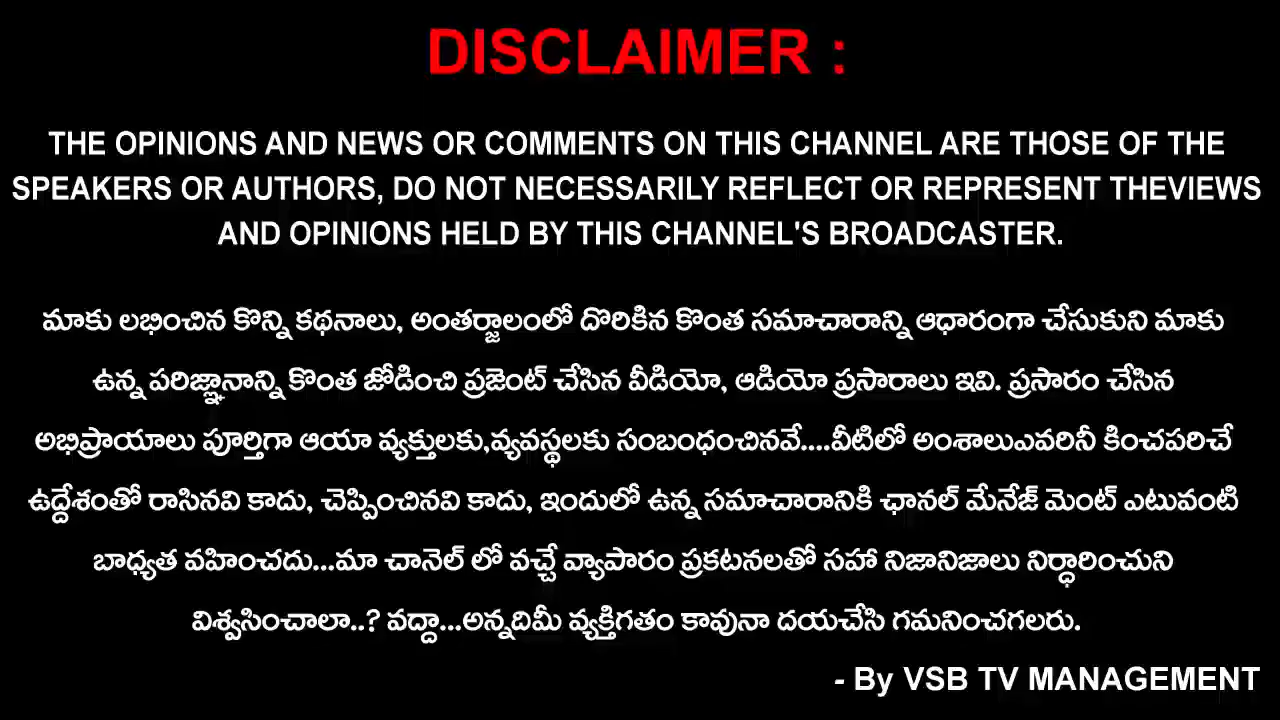 DISCLAIMER :
THE OPINIONS AND NEWS OR COMMENTS ON THIS CHANNEL ARE THOSE OF THE
SPEAKERS OR AUTHORS, DO NOT NECESSARILY REFLECT OR REPRESENT THEVIEWS
AND OPINIONS HELD BY THIS CHANNEL'S BROADCASTER.
మాకు లభించిన కొన్ని కథనాలు, అంతర్జాలంలో దొరికిన కొంత సమాచారాన్ని ఆధారంగా చేసుకుని మాకు
ఉన్న పరిజ్ఞానాన్ని కొంత జోడించి ప్రజెంట్ చేసిన వీడియో, ఆడియో ప్రసారాలు ఇవి. ప్రసారం చేసిన
అభిప్రాయాలు పూర్తిగా ఆయా వ్యక్తులకు,వ్యవస్థలకు సంబంధంచినవే....వీటిలో అంశాలుఎవరినీ కించపరిచే
ఉద్దేశంతో రాసినవి కాదు, చెప్పించినవి కాదు, ఇందులో ఉన్న సమాచారానికి ఛానల్ మేనేజ్ మెంట్ ఎటువంటి
బాధ్యత వహించదు...మా చానెల్ లో వచ్చే వ్యాపారం ప్రకటనలతో సహా నిజానిజాలు నిర్ధారించుని
విశ్వసించాలా..? వద్దా...అన్నదిమీ వ్యక్తిగతం కావునా దయచేసి గమనించగలరు.
- By VSB TV MANAGEMENT